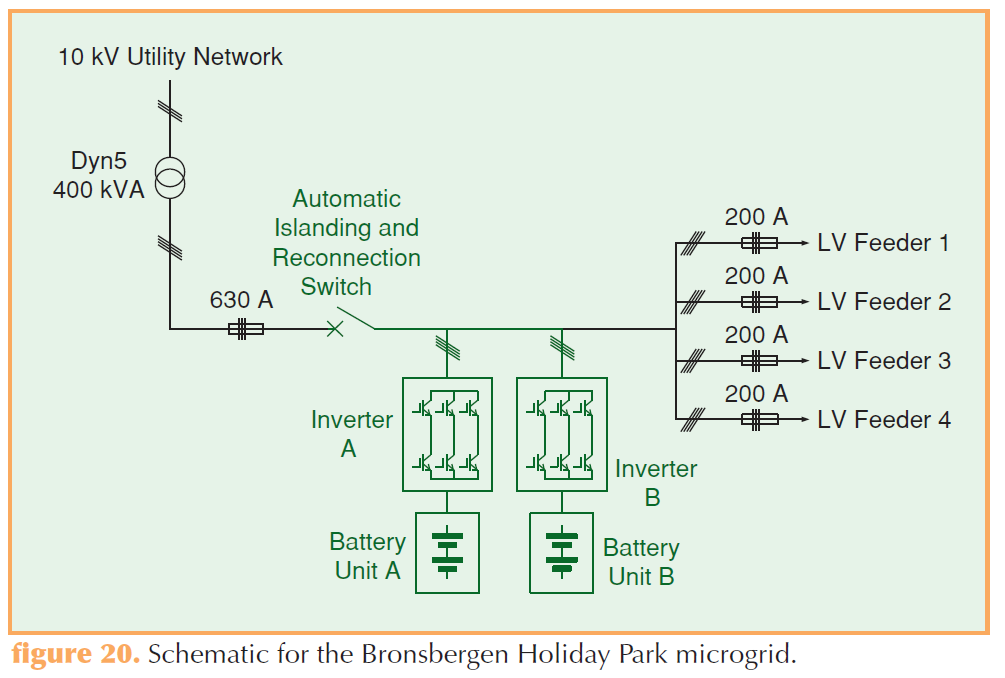 10 kV Utility Network
Dyn5
400 kVA
Automatic
Islanding and
Reconnection
Switch
630 A
200 A
LV Feeder 1
200 A
LV Feeder 2
200 A
LV Feeder 3
200 A
LV Feeder 4
Inverter
A
Inverter
B
Battery
Unit A
Battery
Unit B
figure 20. Schematic for the Bronsbergen Holiday Park microgrid.